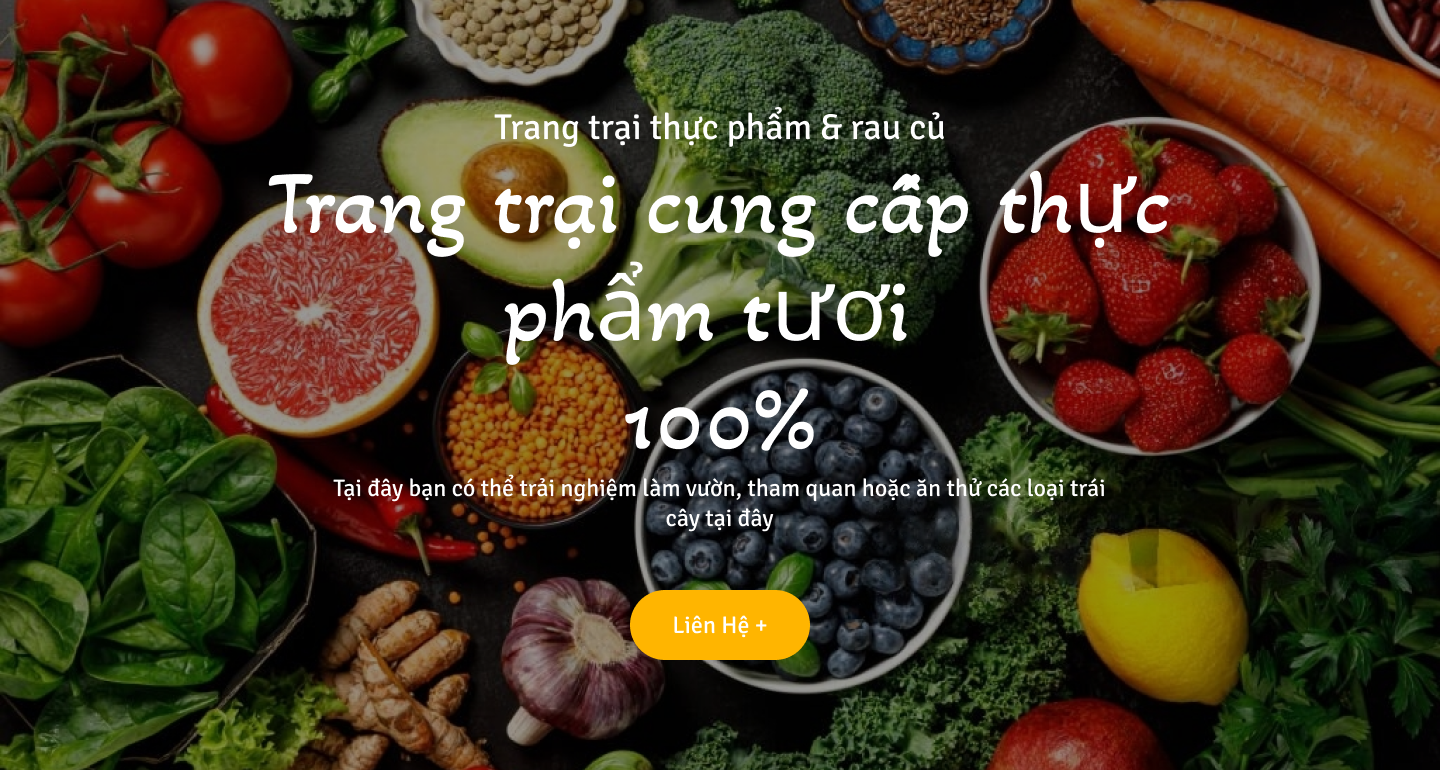 Trang trại thực phẩm & rau củ
Trang trại cung cấp thực
phẩm tươi
100%
Tại đây bạn có thể trải nghiệm làm vườn, tham quan hoặc ăn thử các loại trái
cây tại đây
Liên Hệ +